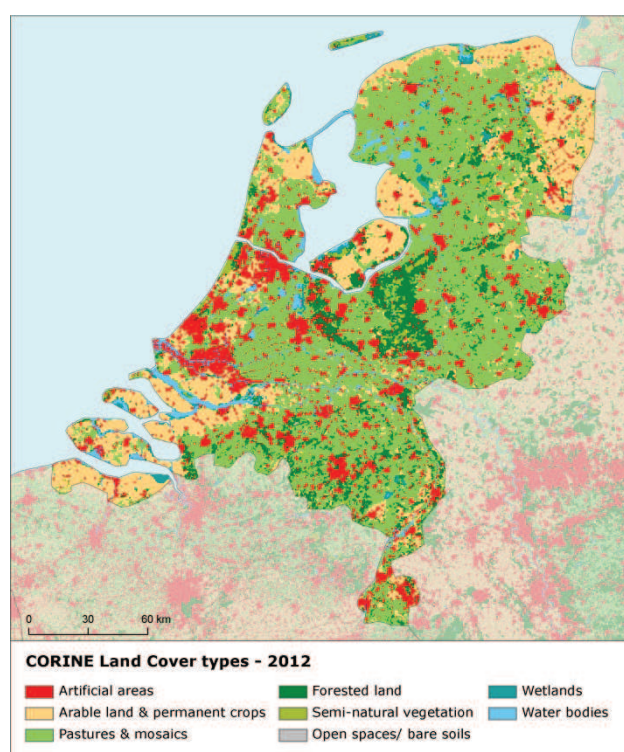 0 30 60 km
CORINE Land Cover types - 2012
Artificial areas
Arable land & permanent crops
Pastures & mosaics
Forested land
Semi-natural vegetation
Open spaces/ bare soils
Wetlands
Water bodies